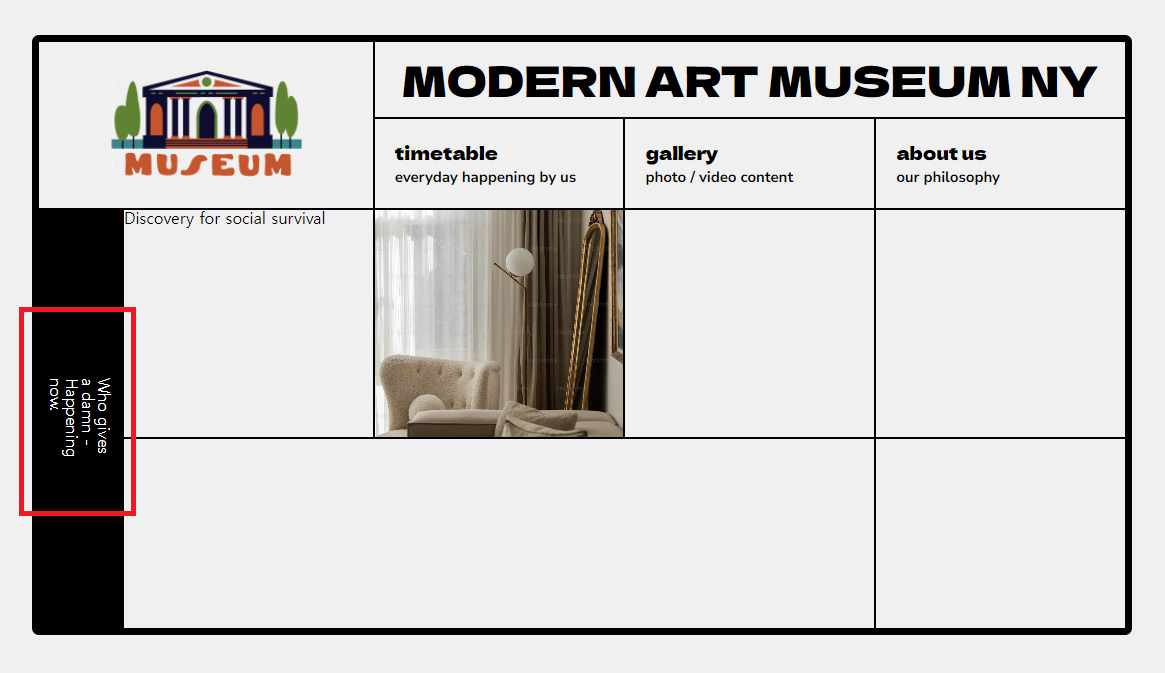 MUSEUM
MODERN ART MUSEUM NY
timetable
everyday happening by us
gallery
photo / video content
about us
our philosophy
Discovery for social survival
Who gives
a damn -
Happening
now.